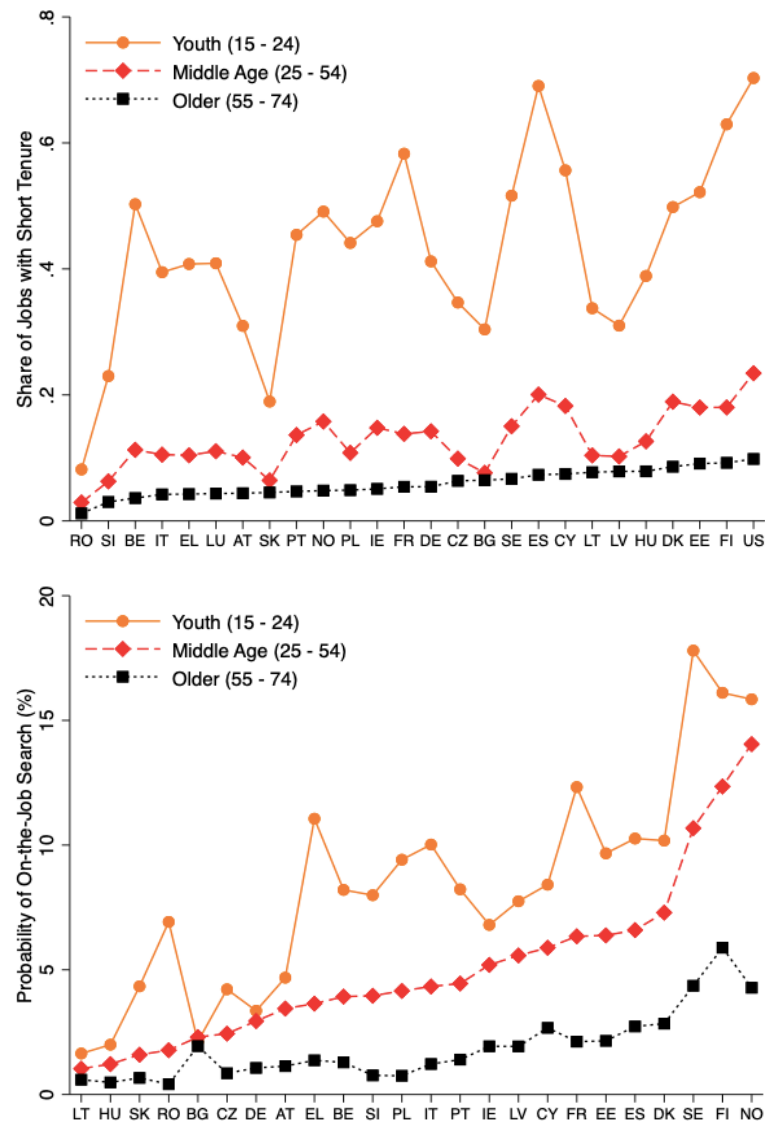 .8
Youth (15 - 24)
Middle Age (25 - 54)
Older (55 - 74)
.6
.4
.2
0
Share of Jobs with Short Tenure
RO SI BE IT EL LU AT SK PT NO PL IE FR DE CZ BG SE ES CY LT LV HU DK EE FI US
20
Youth (15 - 24)
Middle Age (25 - 54)
Older (55 - 74)
15
10
5
0
Probability of On-the-Job Search (%)
LT HU SK RO BG CZ DE AT EL BE SI PL IT PT IE LV CY FR EE ES DK SE FI NO